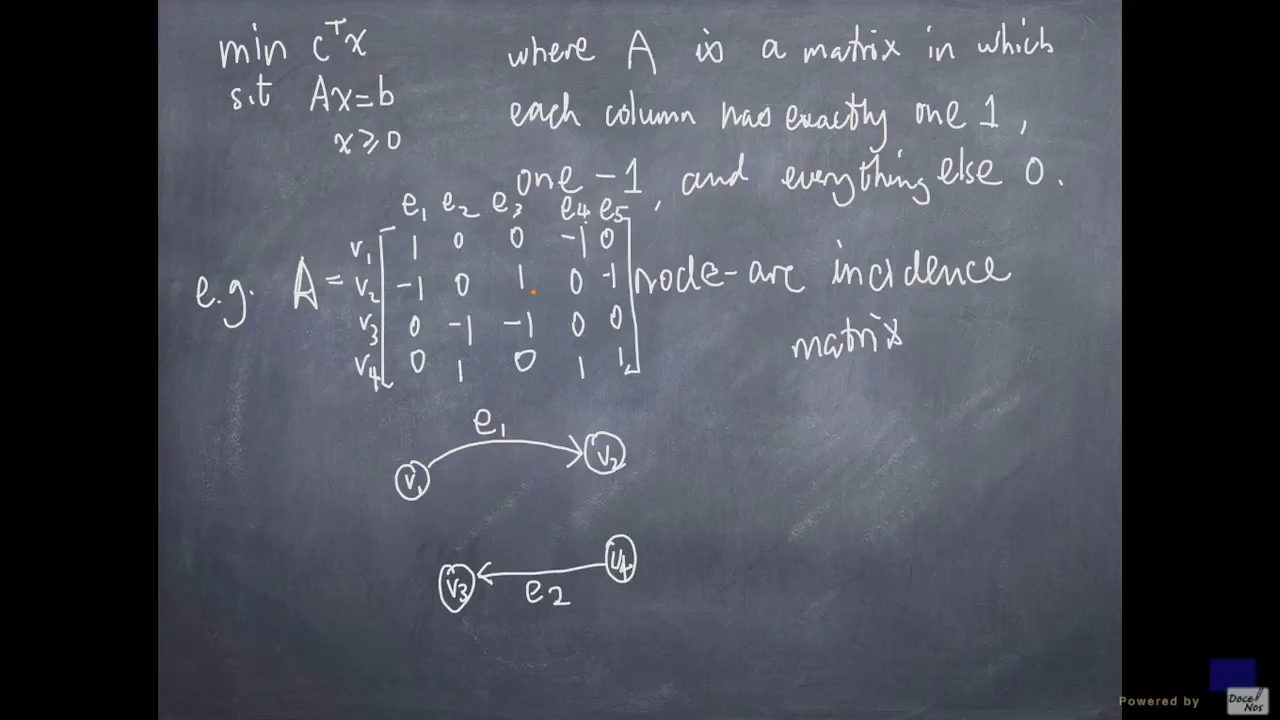 min cᵀx
s.t Ax=b
x ≥ 0
where A is a matrix in which
each column has exactly one 1,
one -1, and everything else 0.
e₁ e₂ e₃ e₄ e₅
v₁ 1 0 0 -1 0
e.g. A = v₂ -1 0 1 0 -1
v₃ 0 -1 -1 0 0
v₄ 0 1 0 1 1
node-arc incidence
matrix
e₁
v₁ v₂
v₃ v₄
e₂
Powered by
Doce
Nos